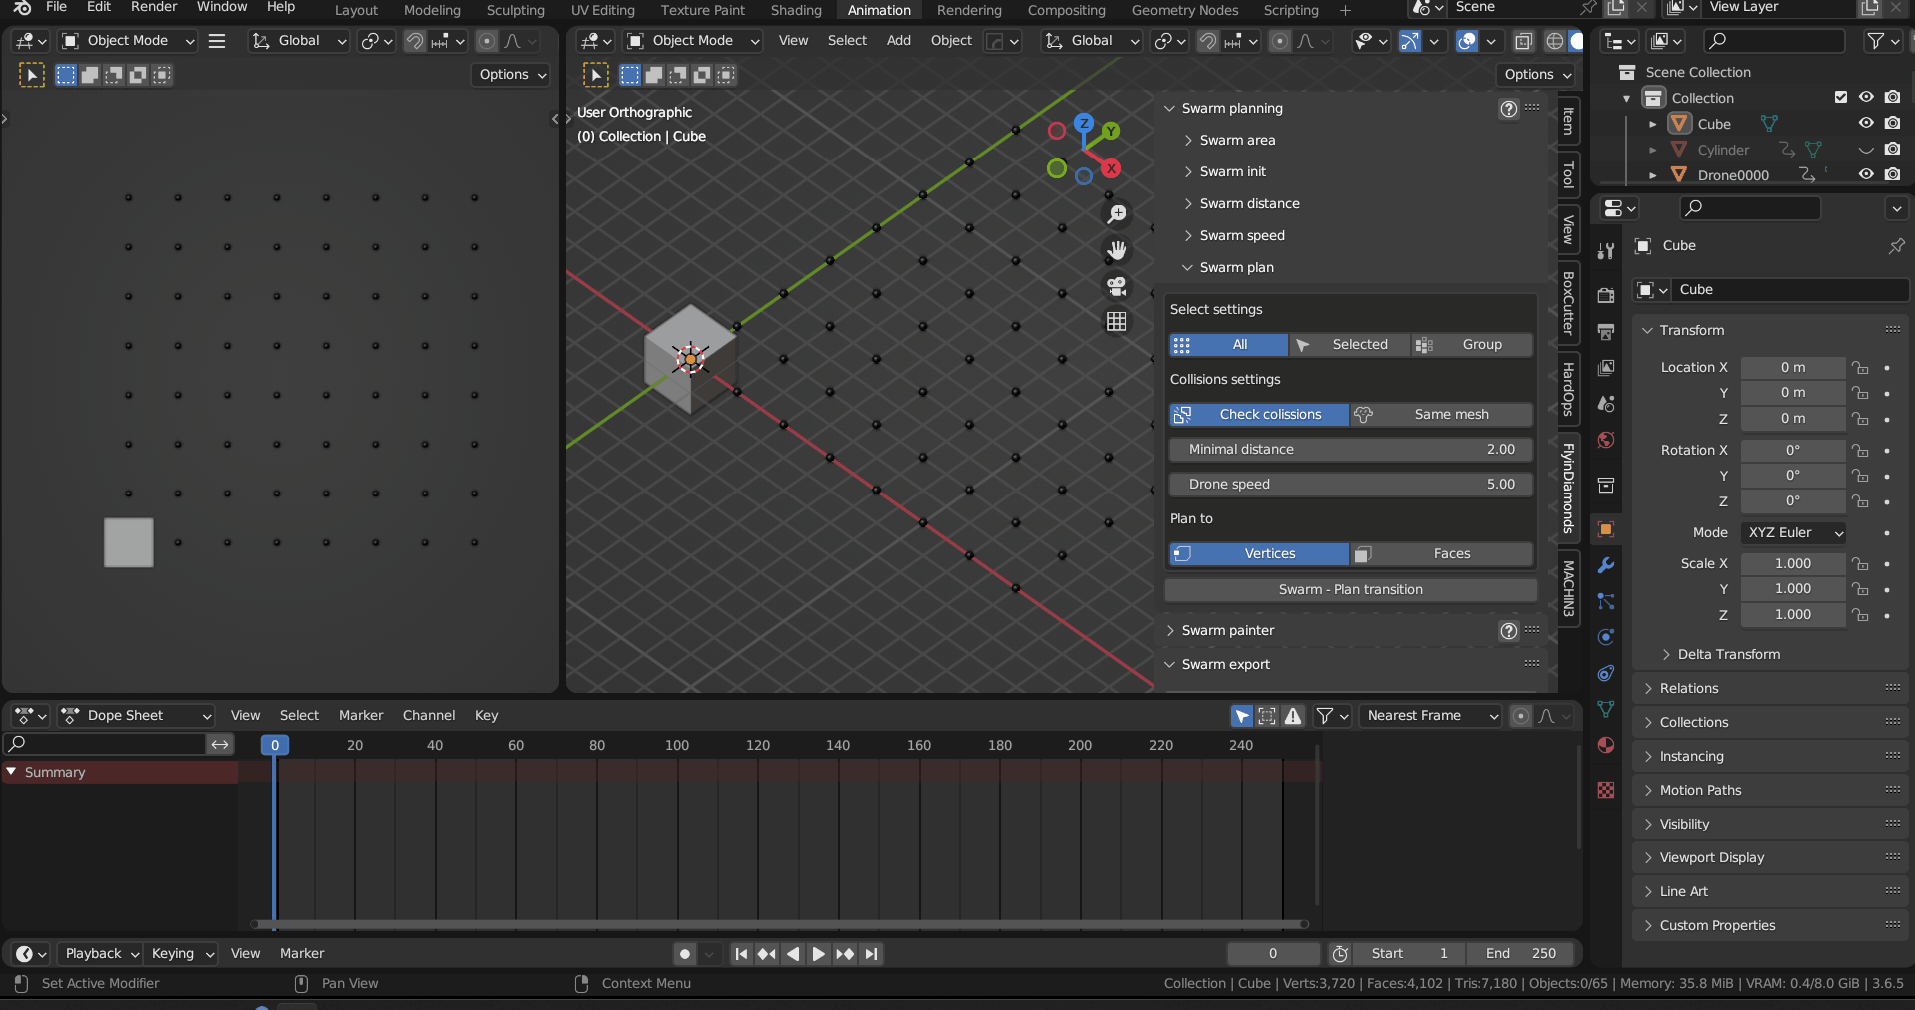 File Edit Render Window Help Layout Modeling Sculpting UV Editing Texture Paint Shading Animation Rendering Compositing Geometry Nodes Scripting + Scene View Layer
Object Mode Global Object Mode View Select Add Object Global
Options Options
User Orthographic
(0) Collection | Cube
Z
Y
X
Swarm planning
Swarm area
Swarm init
Swarm distance
Swarm speed
Swarm plan
Select settings
All Selected Group
Collisions settings
Check colissions Same mesh
Minimal distance 2.00
Drone speed 5.00
Plan to
Vertices Faces
Swarm - Plan transition
Swarm painter
Swarm export
Item
Tool
View
BoxCutter
HardOps
FlyinDiamonds
MACHIN3
Scene Collection
Collection
Cube
Cylinder
Drone0000
Cube
Cube
Transform
Location X 0 m
Y 0 m
Z 0 m
Rotation X 0°
Y 0°
Z 0°
Mode XYZ Euler
Scale X 1.000
Y 1.000
Z 1.000
Delta Transform
Relations
Collections
Instancing
Motion Paths
Visibility
Viewport Display
Line Art
Custom Properties
Dope Sheet View Select Marker Channel Key Nearest Frame
0 20 40 60 80 100 120 140 160 180 200 220 240
Summary
Playback Keying View Marker 0 Start 1 End 250
Set Active Modifier Pan View Context Menu Collection | Cube | Verts:3,720 | Faces:4,102 | Tris:7,180 | Objects:0/65 | Memory: 35.8 MiB | VRAM: 0.4/8.0 GiB | 3.6.5